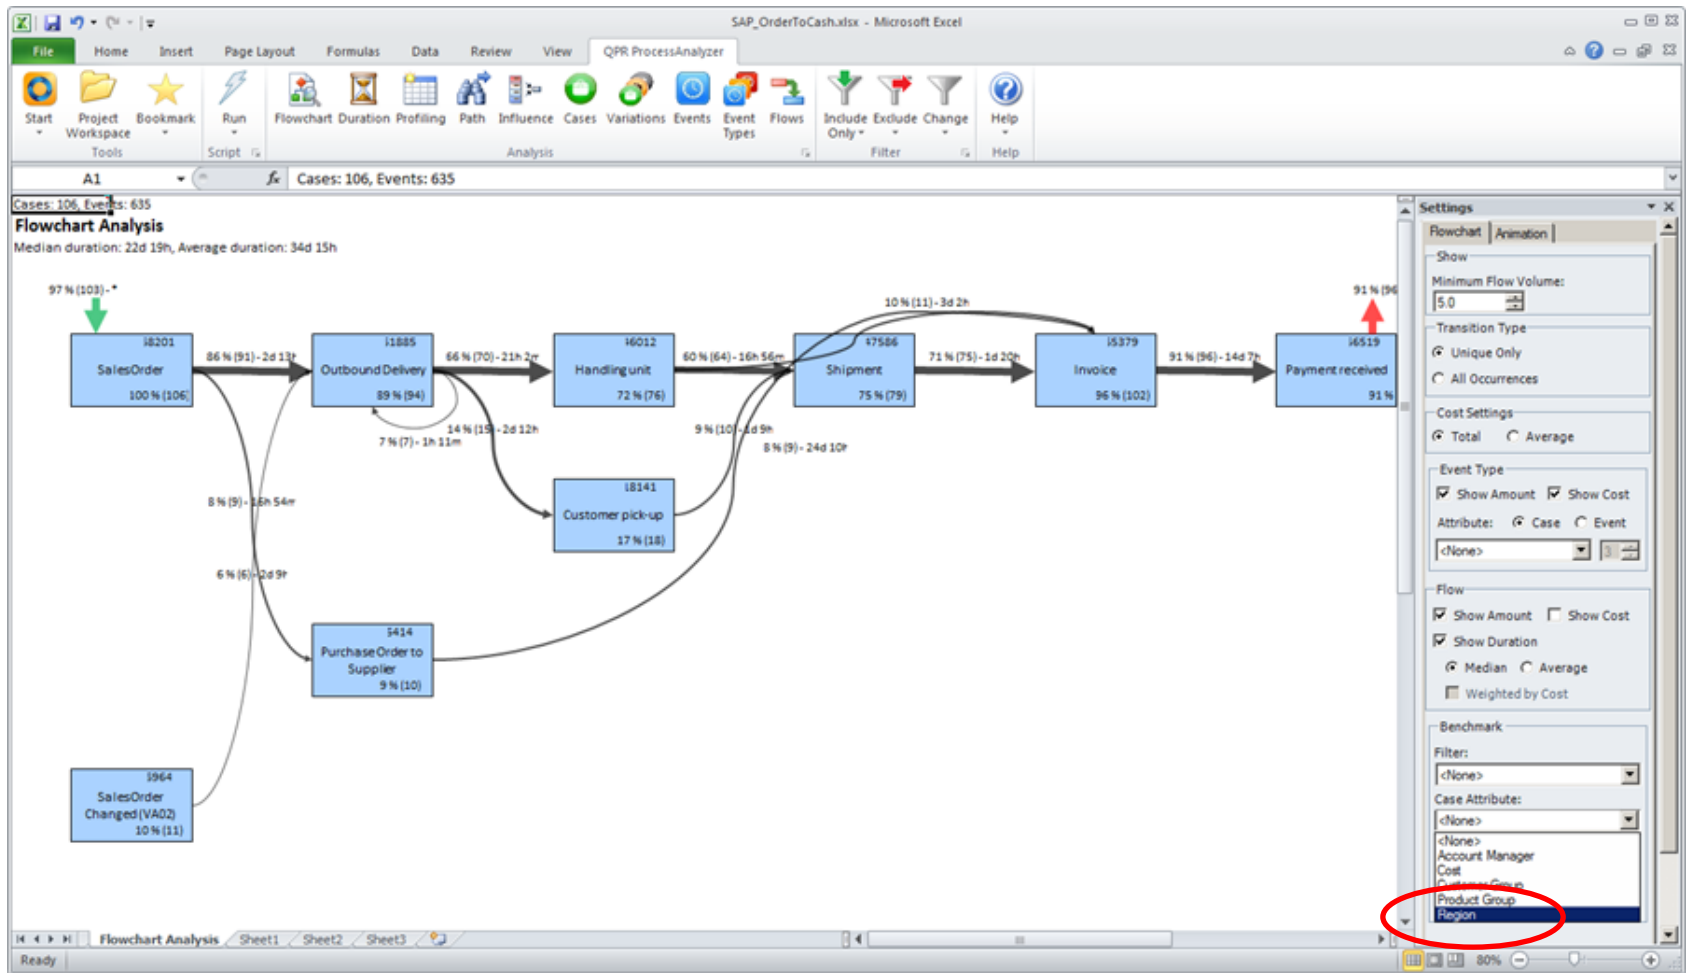 SAP_OrderToCash.xlsx - Microsoft Excel
File Home Insert Page Layout Formulas Data Review View QPR ProcessAnalyzer
Start Project Workspace Bookmark Run Flowchart Duration Profiling Path Influence Cases Variations Events Event Types Flows Include Only Exclude Change Help
Tools Script Analysis Filter Help
A1 fx Cases: 106, Events: 635
Cases: 106, Events: 635
Flowchart Analysis
Median duration: 22d 19h, Average duration: 34d 15h
97 % (103) - *
10 % (11) - 3d 2h
91 % (96
SalesOrder
100 % (106)
86 % (91) - 2d 13h
Outbound Delivery
89 % (94)
66 % (70) - 21h 2m
Handling unit
72 % (76)
60 % (64) - 16h 56m
Shipment
75 % (79)
71 % (75) - 1d 20h
Invoice
96 % (102)
91 % (96) - 14d 7h
Payment received
91 %
7 % (7) - 1h 11m
14 % (15) - 2d 12h
9 % (10) - 1d 9h
8 % (9) - 24d 10h
Customer pick-up
17 % (18)
8 % (9) - 16h 54m
6 % (6) - 2d 9h
Purchase Order to
Supplier
9 % (10)
SalesOrder
Changed (VA02)
10 % (11)
Settings
Flowchart Animation
Show
Minimum Flow Volume:
5.0
Transition Type
Unique Only
All Occurrences
Cost Settings
Total Average
Event Type
Show Amount Show Cost
Attribute: Case Event
<None> 3
Flow
Show Amount Show Cost
Show Duration
Median Average
Weighted by Cost
Benchmark
Filter:
<None>
Case Attribute:
<None>
<None>
Account Manager
Cost
Customer Group
Product Group
Region
Flowchart Analysis Sheet1 Sheet2 Sheet3
Ready 80%